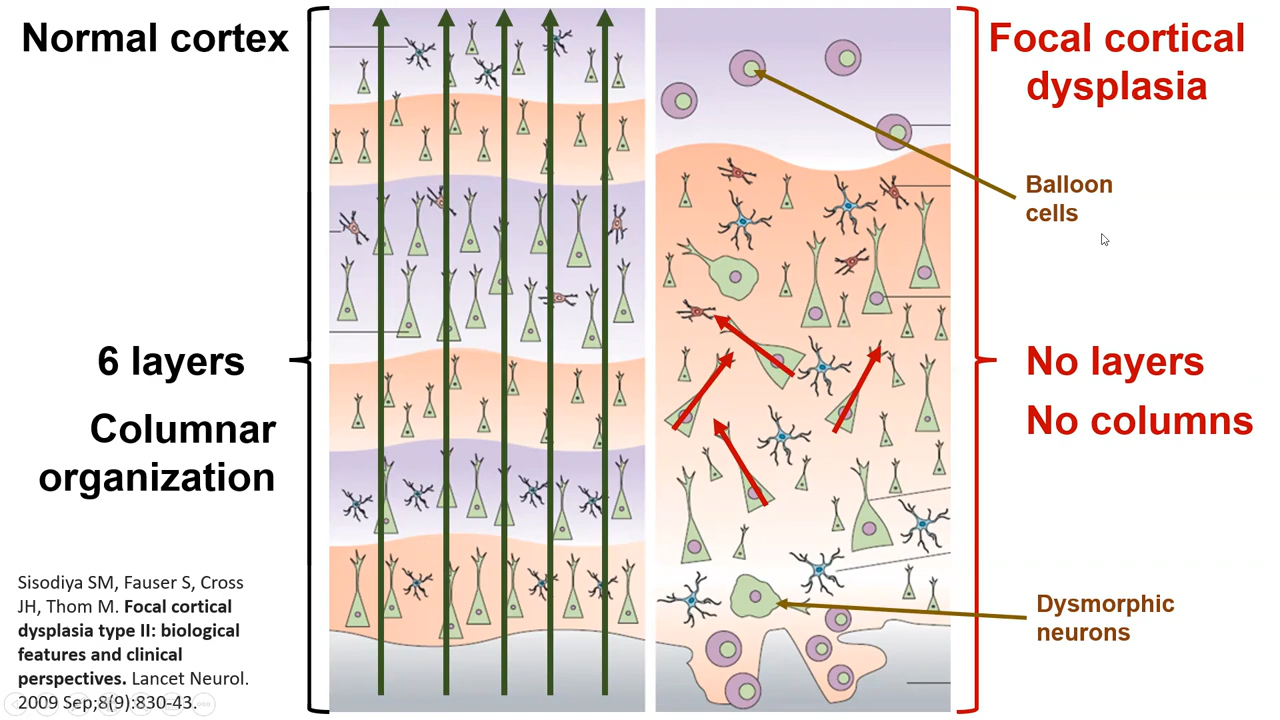 Normal cortex
6 layers
Columnar
organization
Sisodiya SM, Fauser S, Cross
JH, Thom M. Focal cortical
dysplasia type II: biological
features and clinical
perspectives. Lancet Neurol.
2009 Sep;8(9):830-43.
Focal cortical
dysplasia
Balloon
cells
No layers
No columns
Dysmorphic
neurons